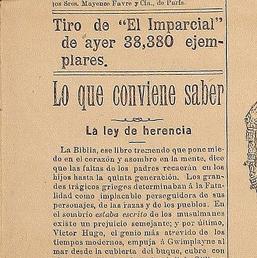 jos Sres. Mayence Favre y Cía., de París.
Tiro de “El Imparcial”
de ayer 38,380 ejem-
plares.
Lo que conviene saber
La ley de herencia
La Biblia, ese libro tremendo que pone mie-
do en el corazón y asombro en la mente, dice
que las faltas de los padres recaerán en los
hijos hasta la quinta generación. Los gran-
des trágicos griegos determinaban á la Fata-
lidad como implacable perseguidora de sus
personajes, de las razas y de los pueblos. En
el sombrío estaba escrito de los musulmanes
existe un prejuicio semejante; y por último,
Víctor Hugo, el genio más atrevido de los
tiempos modernos, empuja á Gwimplayne al
mar desde la cubierta del buque, cubre con